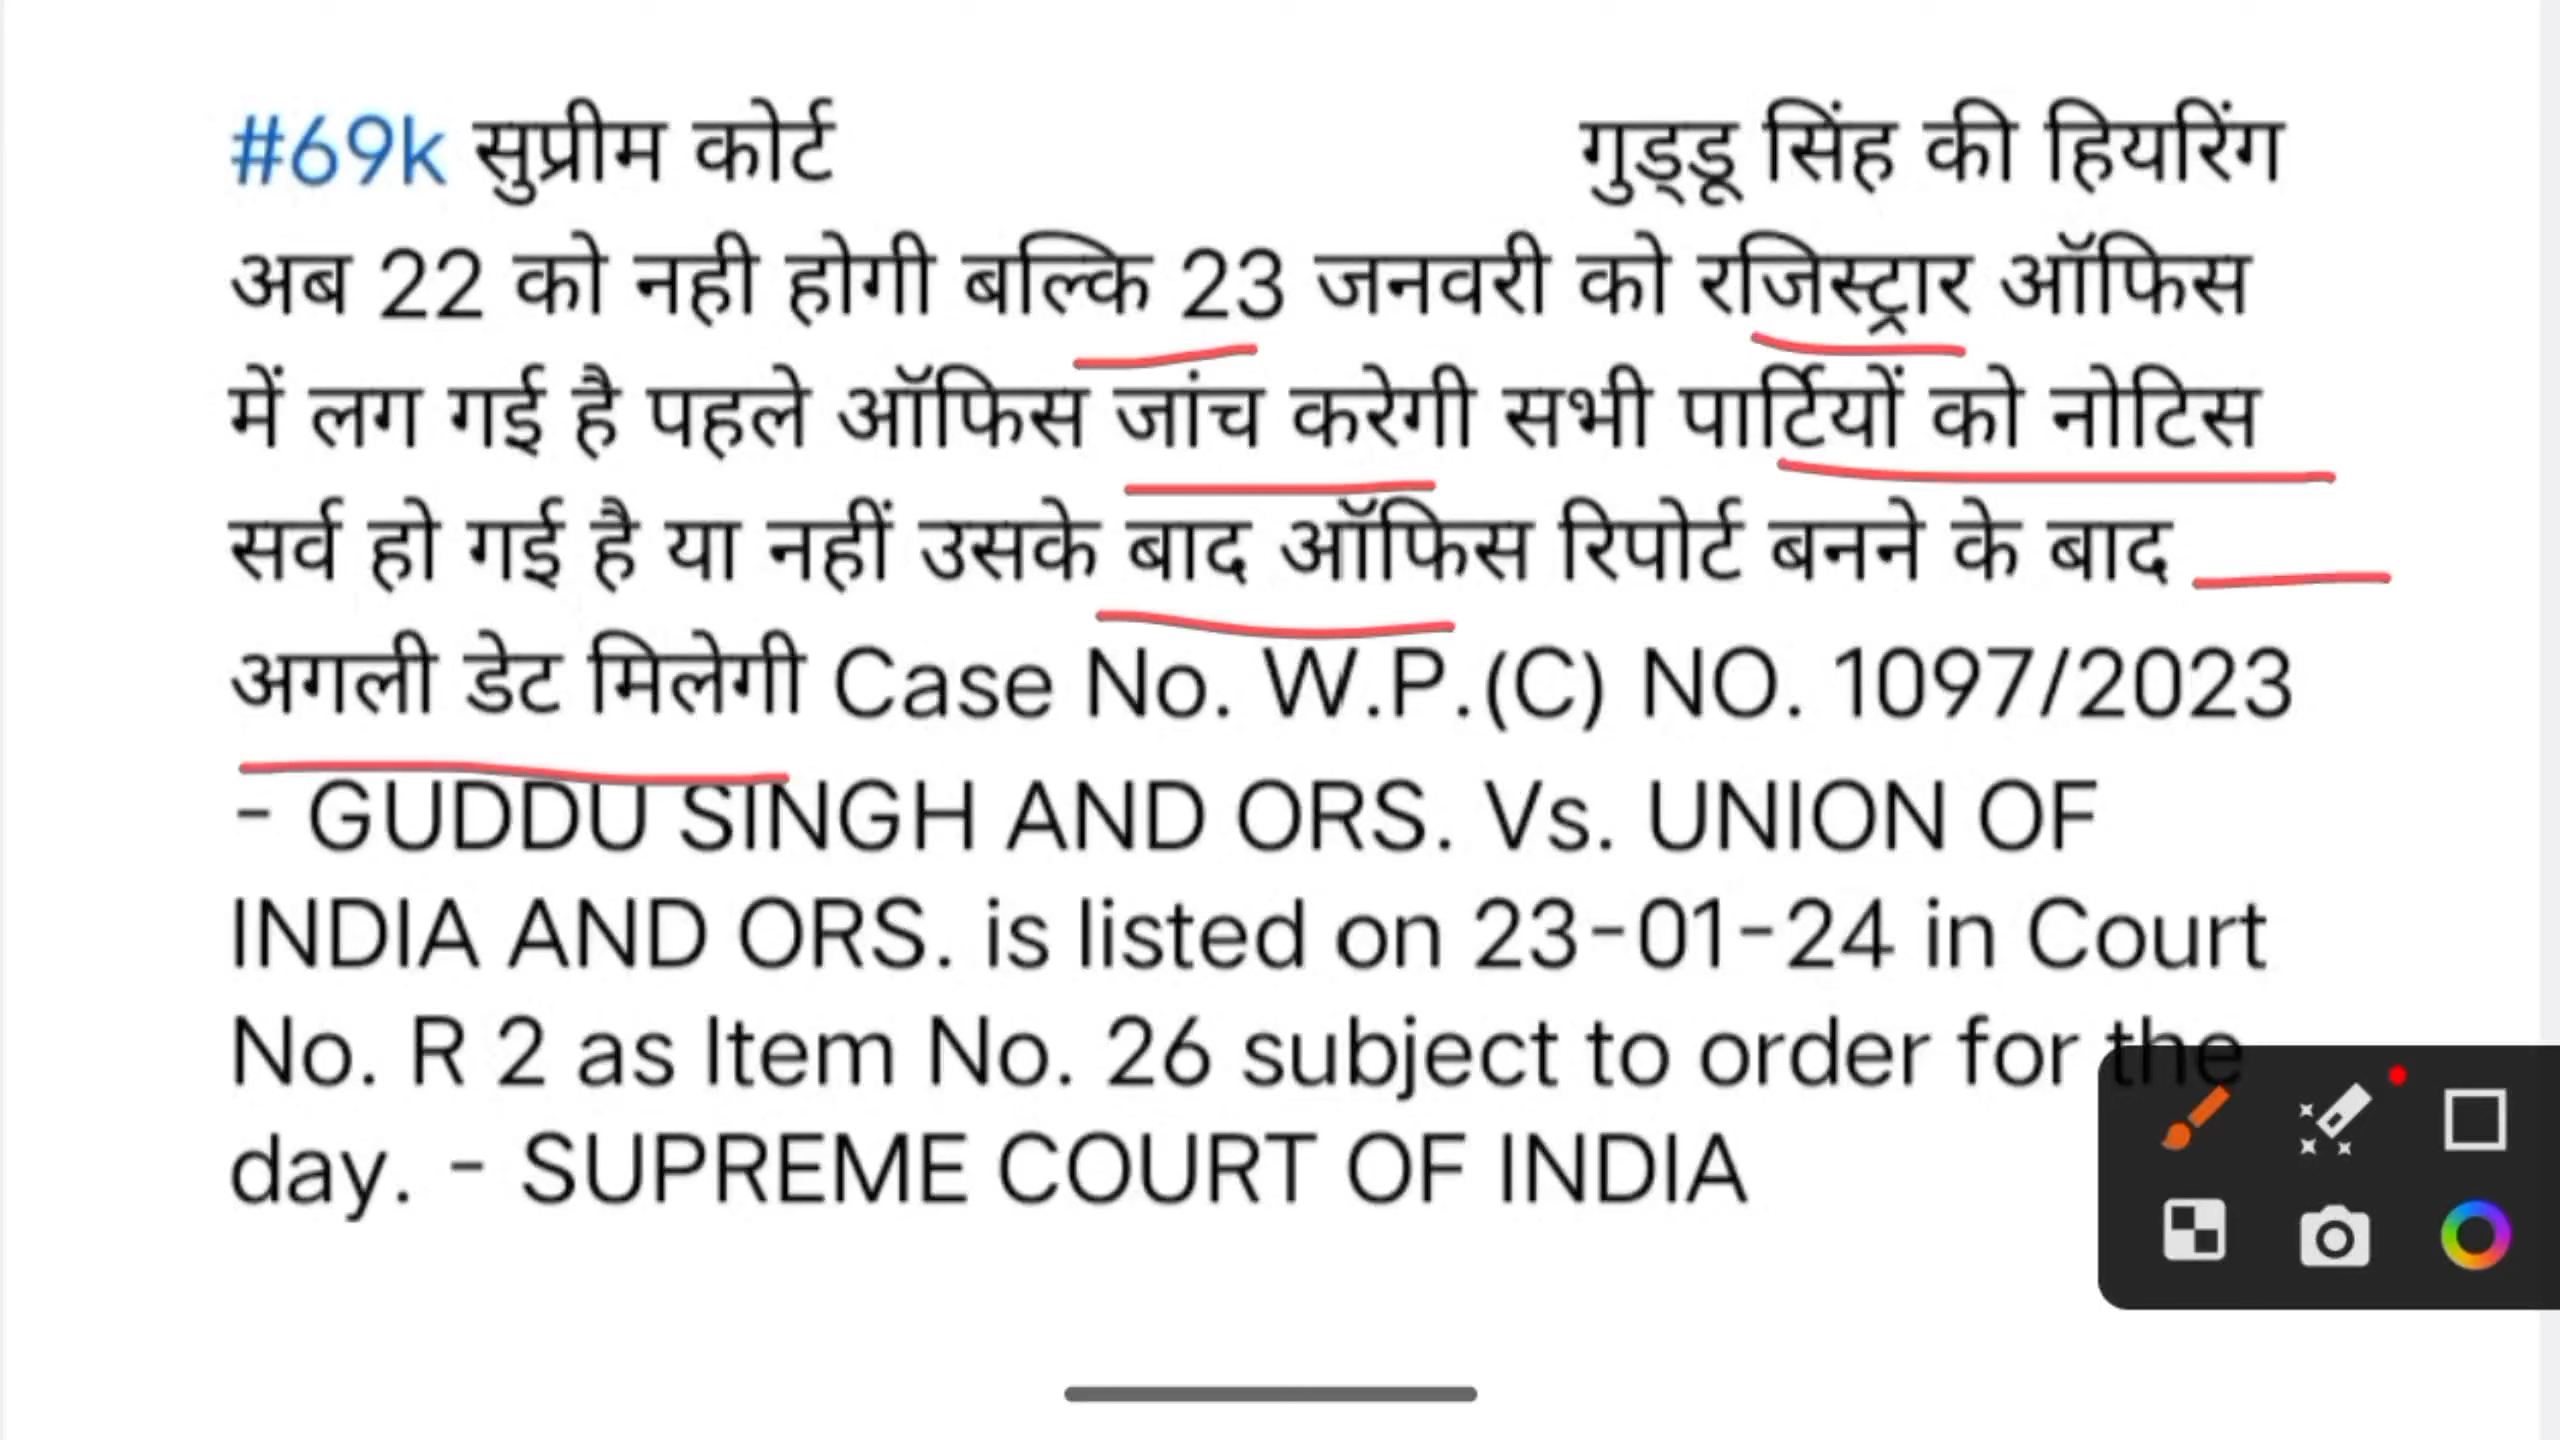 #69k सुप्रीम कोर्ट गुड्डू सिंह की हियरिंग
अब 22 को नही होगी बल्कि 23 जनवरी को रजिस्ट्रार ऑफिस
में लग गई है पहले ऑफिस जांच करेगी सभी पार्टियों को नोटिस
सर्व हो गई है या नहीं उसके बाद ऑफिस रिपोर्ट बनने के बाद
अगली डेट मिलेगी Case No. W.P.(C) NO. 1097/2023
- GUDDU SINGH AND ORS. Vs. UNION OF
INDIA AND ORS. is listed on 23-01-24 in Court
No. R 2 as Item No. 26 subject to order for the
day. - SUPREME COURT OF INDIA